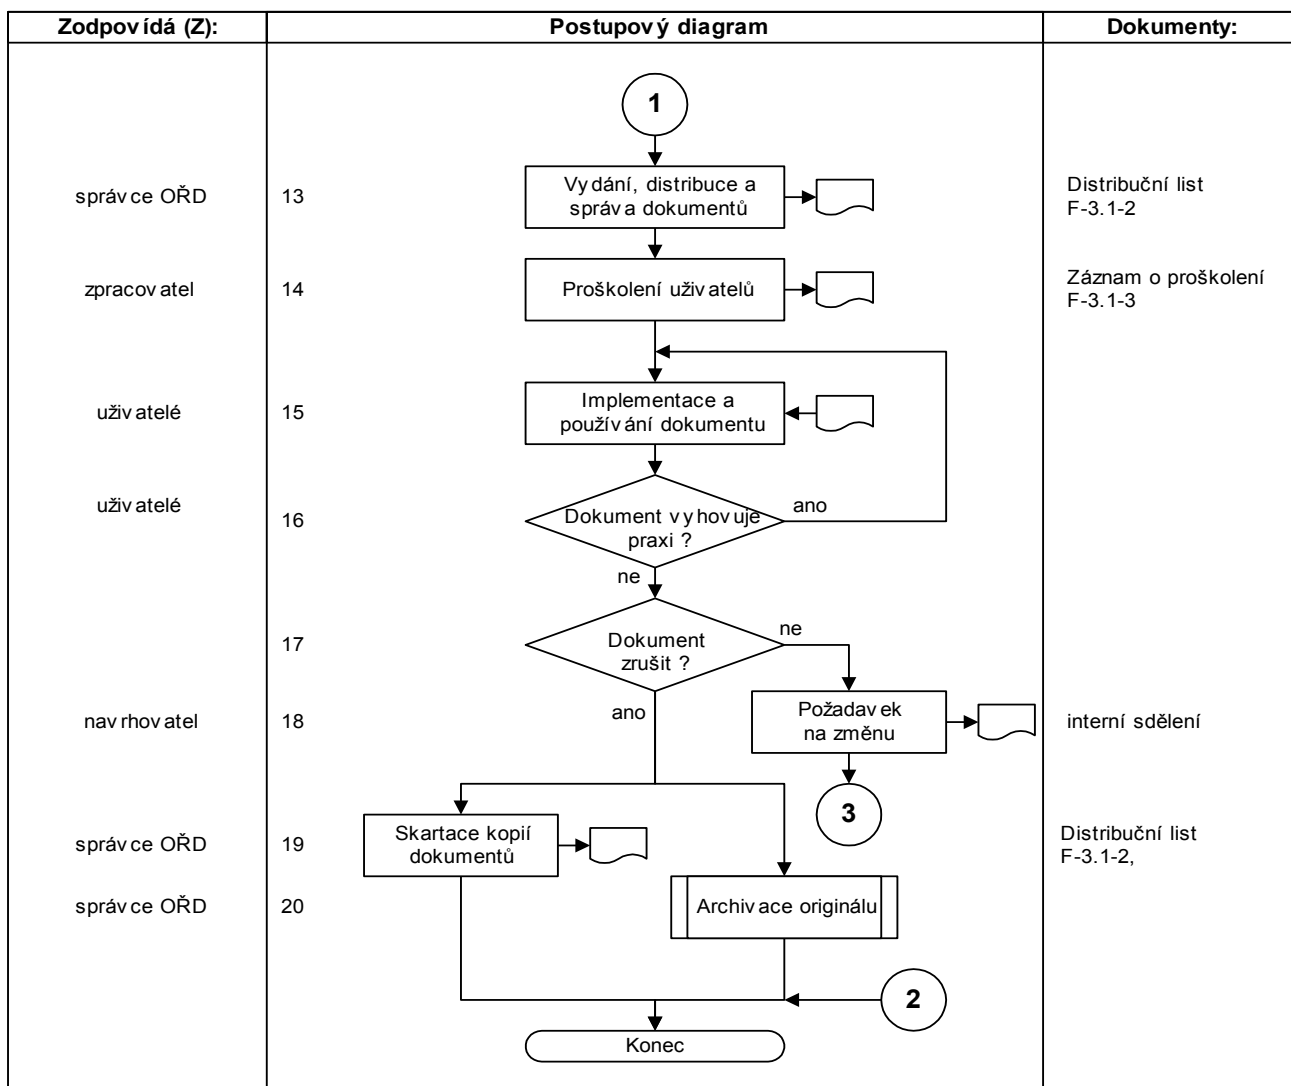 Zodpovídá (Z): Postupový diagram Dokumenty:
1
správce OŘD 13 Vydání, distribuce a správa dokumentů Distribuční list F-3.1-2
zpracovatel 14 Proškolení uživatelů Záznam o proškolení F-3.1-3
uživatelé 15 Implementace a používání dokumentu
uživatelé 16 Dokument vyhovuje praxi ? ano
ne
17 Dokument zrušit ? ne
ano
navrhovatel 18 Požadavek na změnu interní sdělení
3
správce OŘD 19 Skartace kopií dokumentů Distribuční list F-3.1-2,
správce OŘD 20 Archivace originálu
2
Konec